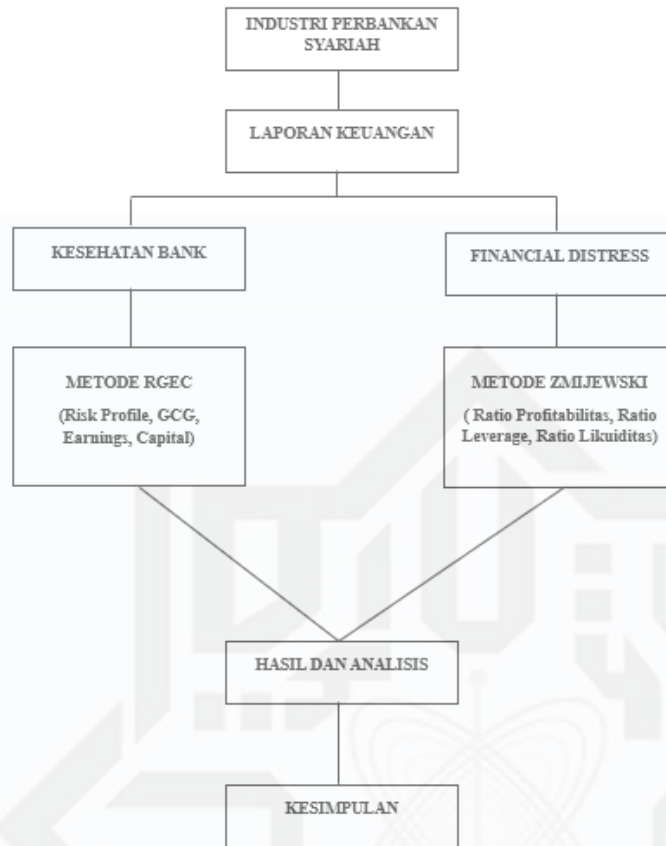 INDUSTRI PERBANKAN
SYARIAH
LAPORAN KEUANGAN
KESEHATAN BANK
FINANCIAL DISTRESS
METODE RGEC
(Risk Profile, GCG,
Earnings, Capital)
METODE ZMIJEWSKI
( Ratio Profitabilitas, Ratio
Leverage, Ratio Likuiditas)
HASIL DAN ANALISIS
KESIMPULAN